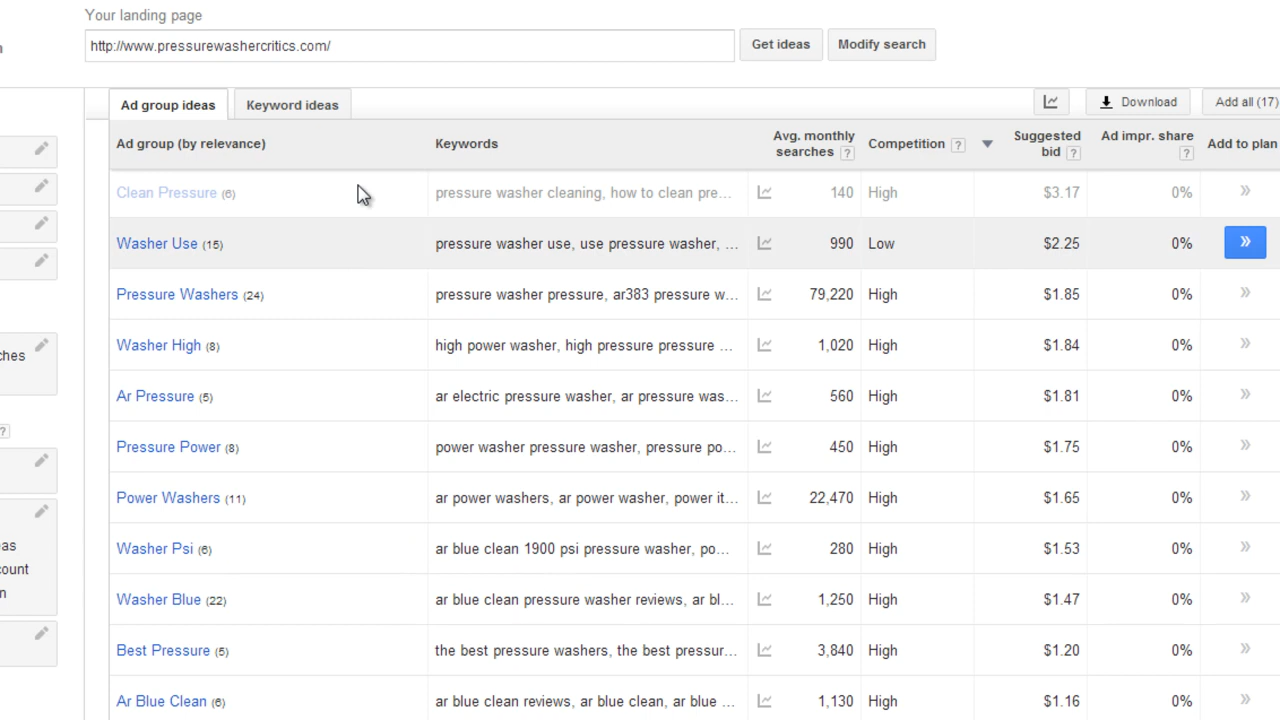 Your landing page
n
http://www.pressurewashercritics.com/ Get ideas Modify search
Ad group ideas Keyword ideas Download Add all (17)
Ad group (by relevance) Keywords Avg. monthly searches ? Competition ? Suggested bid ? Ad impr. share ? Add to plan
Clean Pressure (6) pressure washer cleaning, how to clean pre... 140 High $3.17 0% »
Washer Use (15) pressure washer use, use pressure washer, ... 990 Low $2.25 0% »
Pressure Washers (24) pressure washer pressure, ar383 pressure w... 79,220 High $1.85 0% »
Washer High (8) high power washer, high pressure pressure ... 1,020 High $1.84 0% »
ches
Ar Pressure (5) ar electric pressure washer, ar pressure was... 560 High $1.81 0% »
?
Pressure Power (8) power washer pressure washer, pressure po... 450 High $1.75 0% »
Power Washers (11) ar power washers, ar power washer, power it... 22,470 High $1.65 0% »
as
Washer Psi (6) ar blue clean 1900 psi pressure washer, po... 280 High $1.53 0% »
ount
n
Washer Blue (22) ar blue clean pressure washer reviews, ar bl... 1,250 High $1.47 0% »
Best Pressure (5) the best pressure washers, the best pressur... 3,840 High $1.20 0% »
Ar Blue Clean (6) ar blue clean reviews, ar blue clean, ar blue ... 1,130 High $1.16 0% »